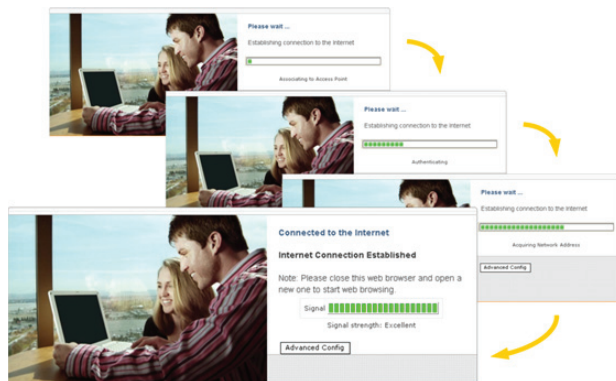 Please wait ...
Establishing connection to the Internet
Associating to Access Point
Please wait ...
Establishing connection to the Internet
Authenticating
Please wait ...
Establishing connection to the Internet
Acquiring Network Address
Advanced Config
Connected to the Internet
Internet Connection Established
Note: Please close this web browser and open a
new one to start web browsing.
Signal
Signal strength: Excellent
Advanced Config